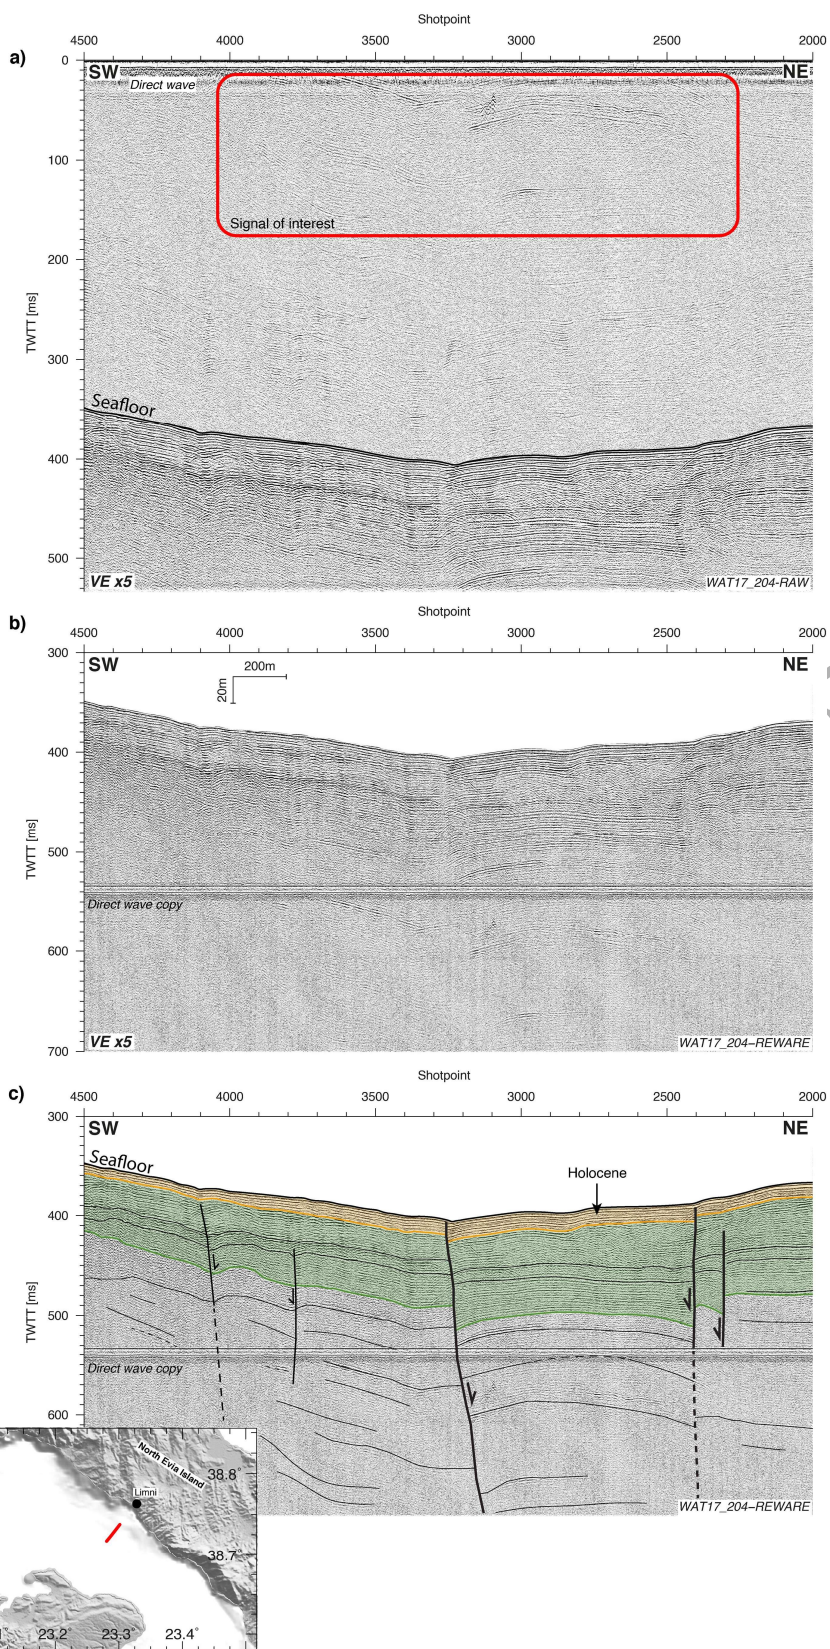 Shotpoint
4500 4000 3500 3000 2500 2000
a)
0
SW NE
Direct wave
100
Signal of interest
200
TWTT [ms]
300
Seafloor
400
500
VE x5 WAT17_204-RAW
Shotpoint
b)
4500 4000 3500 3000 2500 2000
300
SW NE
200m
20m
400
TWTT [ms]
500
Direct wave copy
600
VE x5 WAT17_204–REWARE
700
Shotpoint
c)
4500 4000 3500 3000 2500 2000
300
SW NE
Seafloor
Holocene
400
TWTT [ms]
500
Direct wave copy
600
North Evia Island
38.8˚
Limni
WAT17_204–REWARE
38.7˚
23.2˚ 23.3˚ 23.4˚